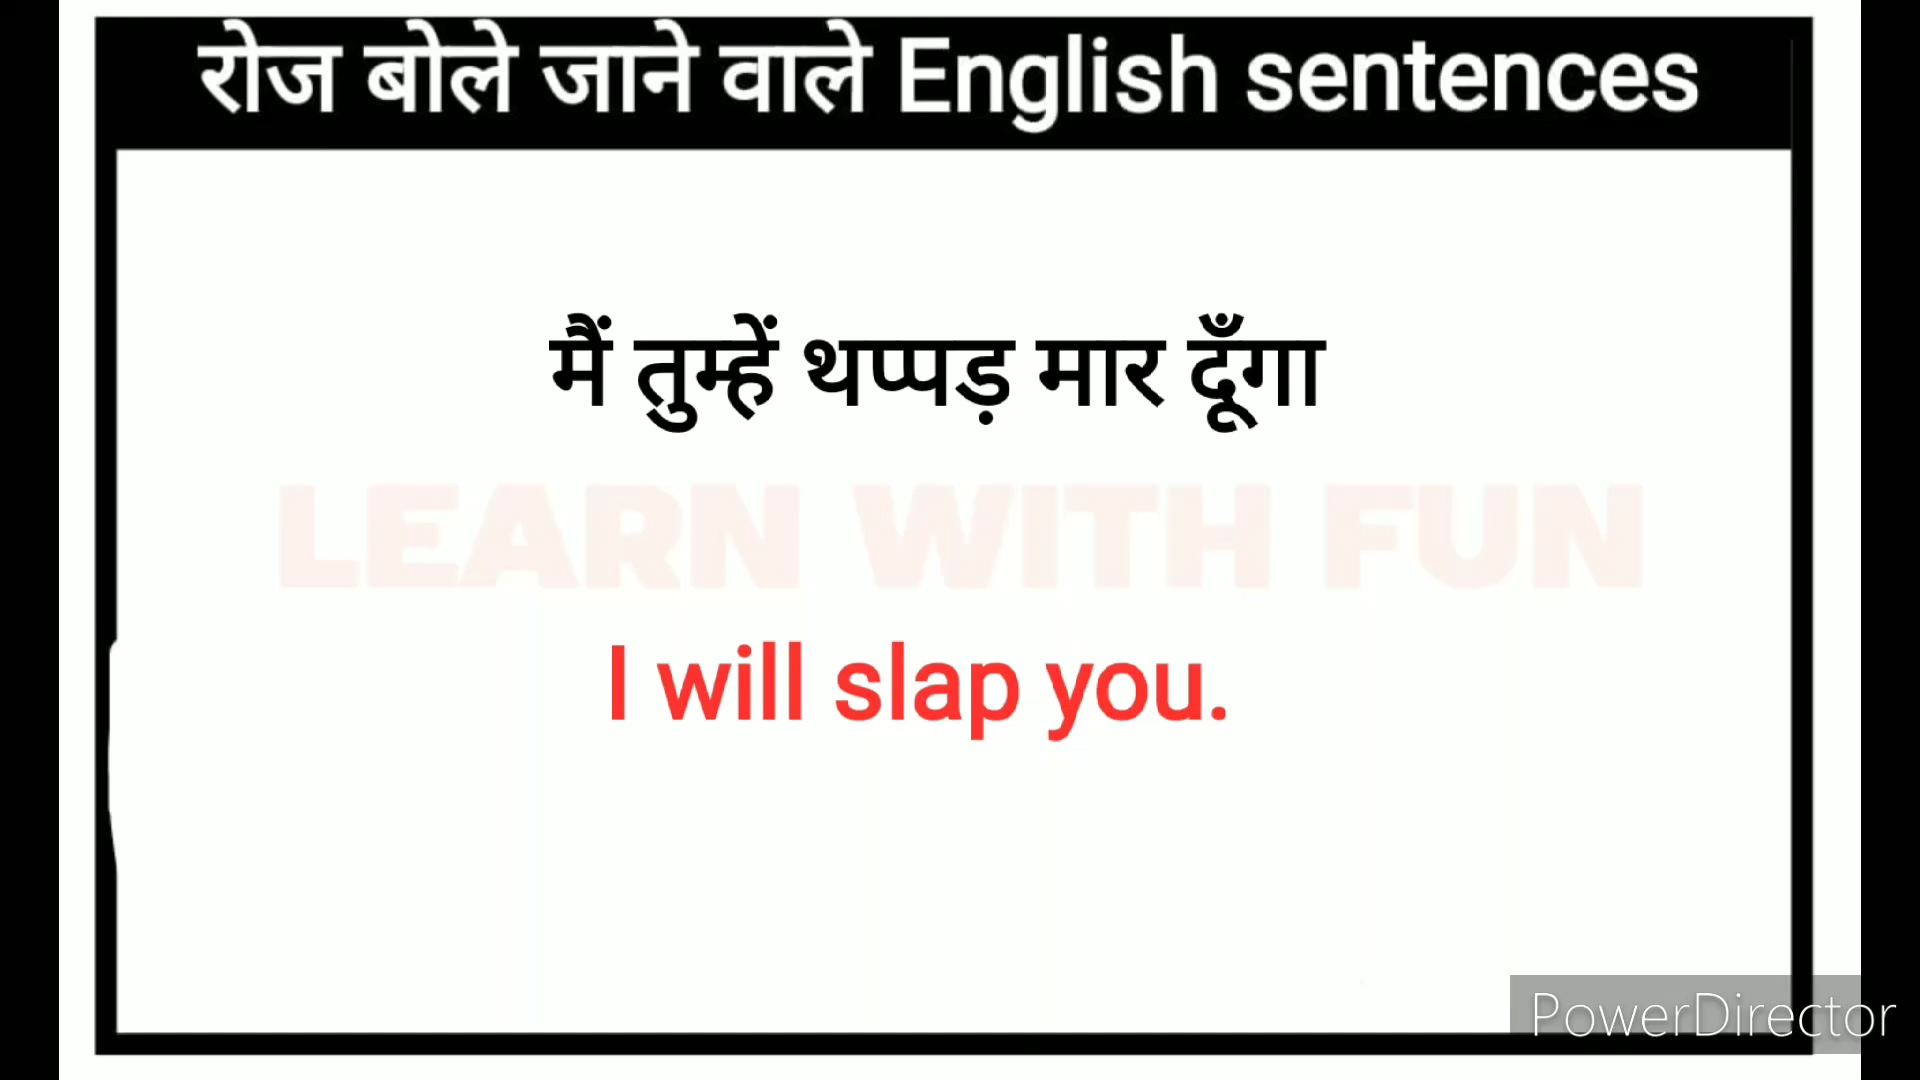 रोज बोले जाने वाले English sentences
मैं तुम्हें थप्पड़ मार दूँगा
LEARN WITH FUN
I will slap you.
PowerDirector